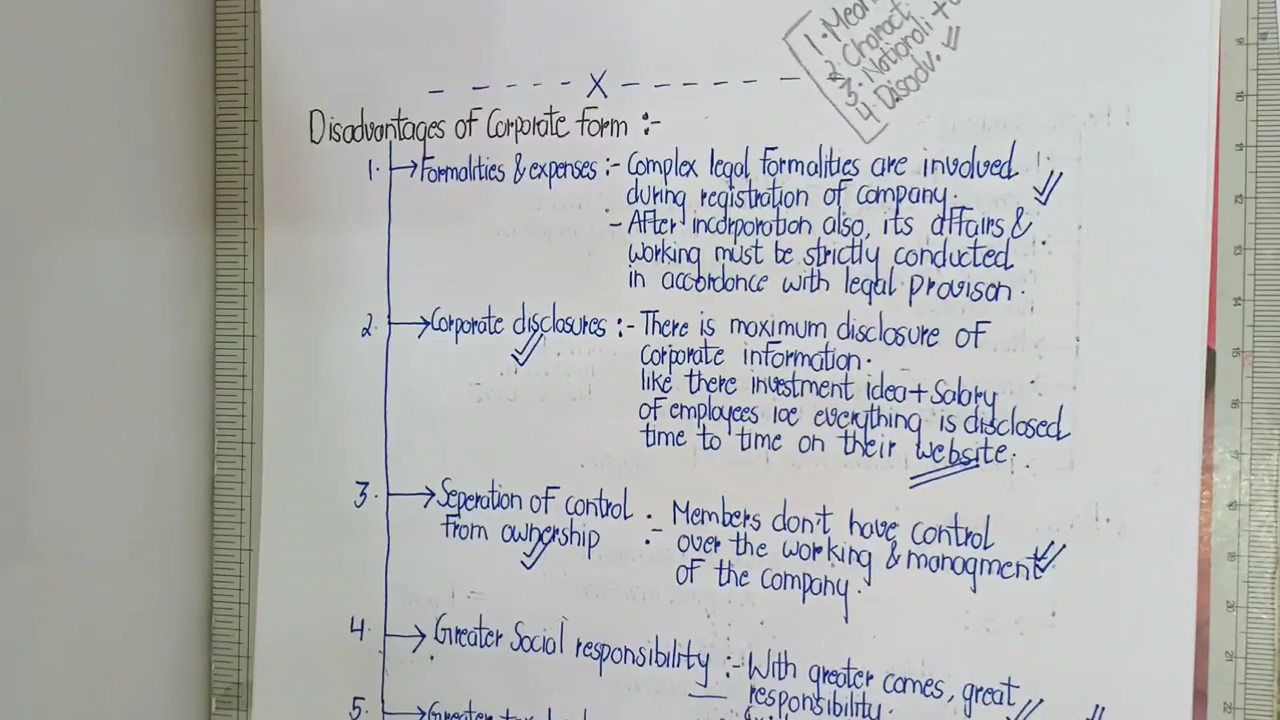 1. Mean
2. Charact
3. Nationali
4. Disadv.
X
Disadvantages of Corporate form :-
1. Formalities & expenses :- Complex legal formalities are involved
during registration of company.
- After incorporation also, its affairs &
working must be strictly conducted
in accordance with legal provison.
2. Corporate disclosures :- There is maximum disclosure of
corporate information.
like there investment idea + Salary
of employees ioe everything is disclosed
time to time on their website.
3. Seperation of control :- Members don't have control
from ownership over the working & managment
of the company.
4. Greater Social responsibility :- With greater comes, great
responsibility.
5. Greater